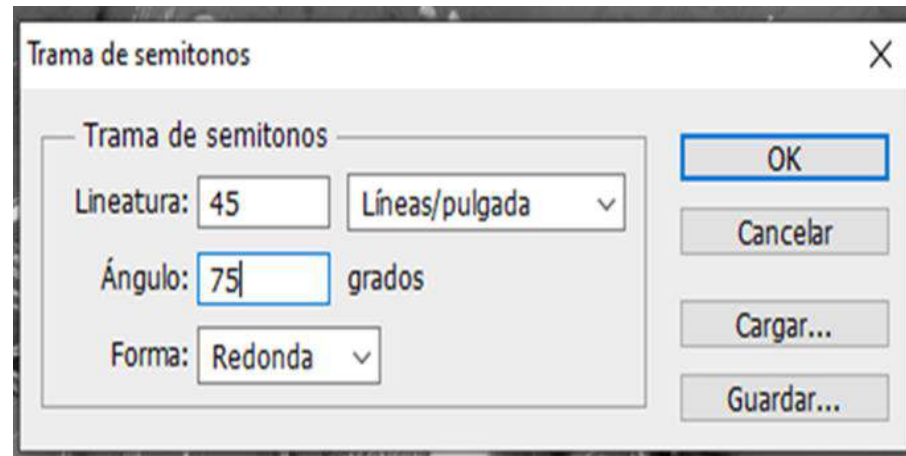 Trama de semitonos
Trama de semitonos
Lineatura: 45 Líneas/pulgada
Ángulo: 75 grados
Forma: Redonda
OK
Cancelar
Cargar...
Guardar...